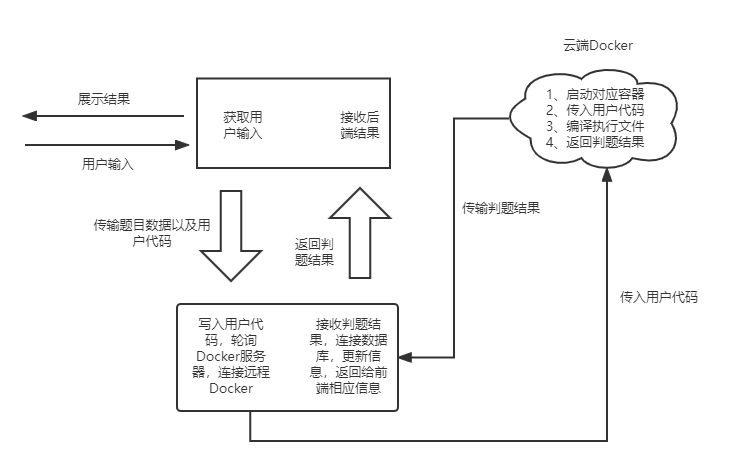 云端Docker
1、启动对应容器
2、传入用户代码
3、编译执行文件
4、返回判题结果
展示结果
用户输入
获取用
户输入
接收后
端结果
传输题目数据以及用
户代码
返回判
题结果
传输判题结果
传入用户代码
写入用户代
码，轮询
Docker服务
器，连接远程
Docker
接收判题结
果，连接数据
库，更新信
息，返回给前
端相应信息